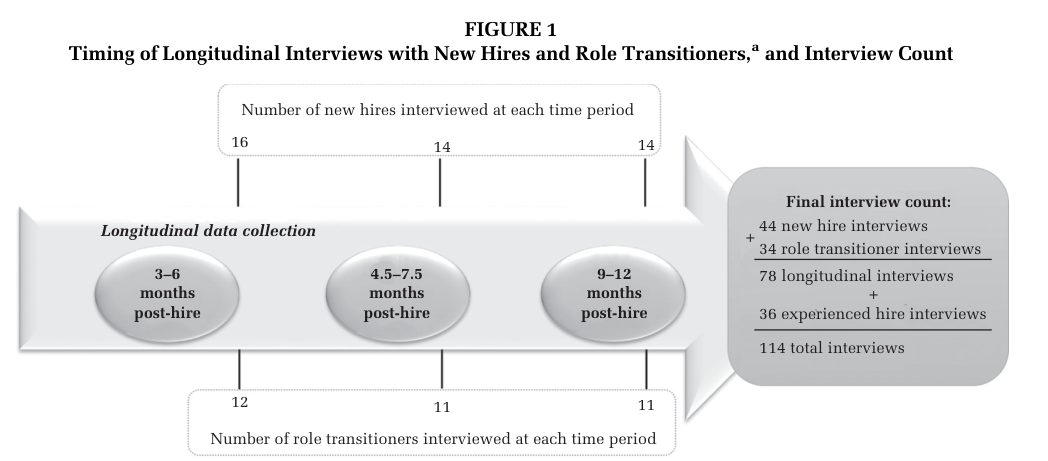 FIGURE 1
Timing of Longitudinal Interviews with New Hires and Role Transitioners,a and Interview Count
Number of new hires interviewed at each time period
16 14 14
Longitudinal data collection
3–6
months
post-hire
4.5–7.5
months
post-hire
9–12
months
post-hire
12 11 11
Number of role transitioners interviewed at each time period
Final interview count:
44 new hire interviews
+
34 role transitioner interviews
78 longitudinal interviews
+
36 experienced hire interviews
114 total interviews